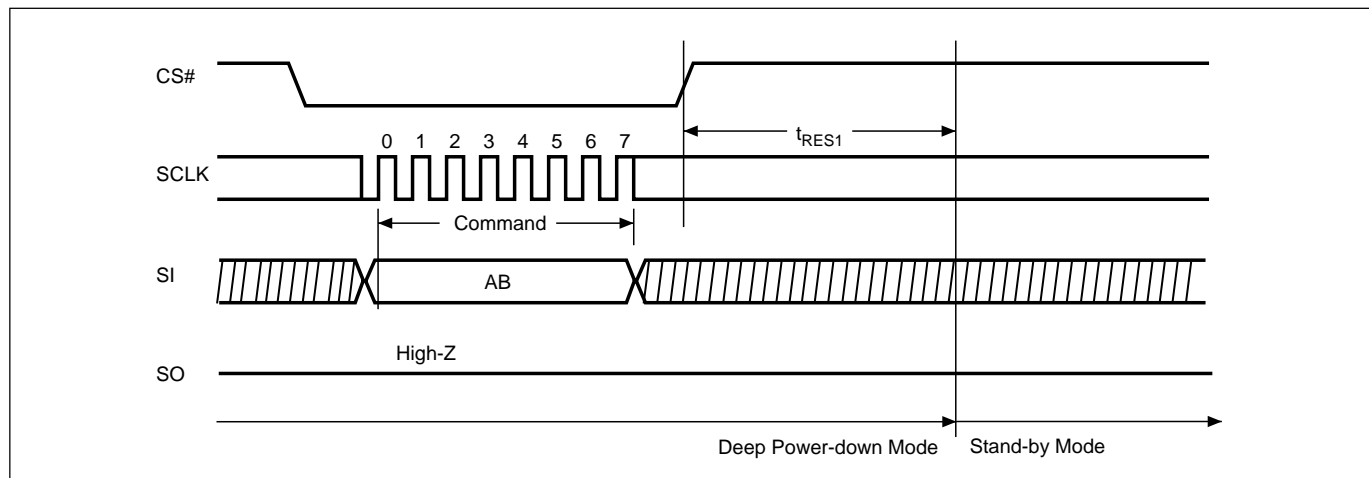 CS#
tRES1
0 1 2 3 4 5 6 7
SCLK
Command
SI
AB
High-Z
SO
Deep Power-down Mode Stand-by Mode